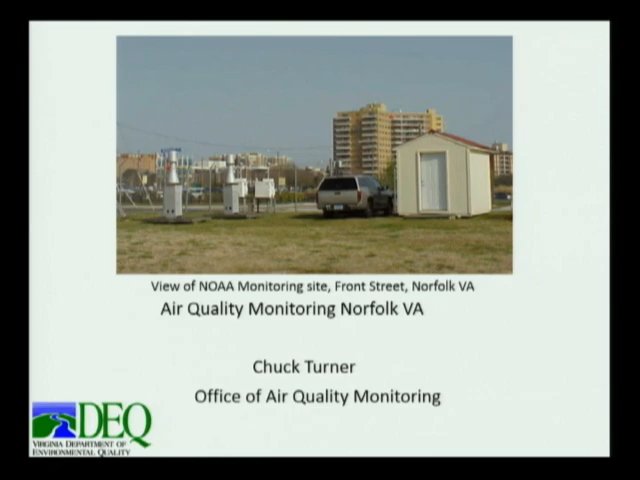 View of NOAA Monitoring site, Front Street, Norfolk VA
Air Quality Monitoring Norfolk VA
Chuck Turner
Office of Air Quality Monitoring
DEQ
VIRGINIA DEPARTMENT OF
ENVIRONMENTAL QUALITY